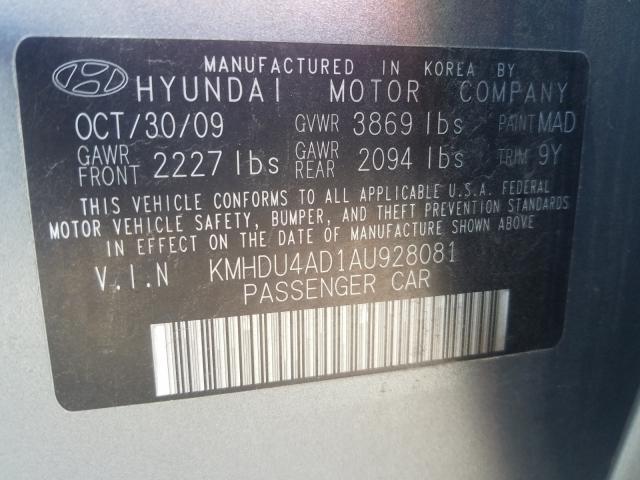 MANUFACTURED IN KOREA BY
HYUNDAI MOTOR COMPANY
OCT/30/09 GVWR 3869 lbs PAINT MAD
GAWR FRONT 2227 lbs GAWR REAR 2094 lbs TRIM 9Y
THIS VEHICLE CONFORMS TO ALL APPLICABLE U.S.A. FEDERAL
MOTOR VEHICLE SAFETY, BUMPER, AND THEFT PREVENTION STANDARDS
IN EFFECT ON THE DATE OF MANUFACTURE SHOWN ABOVE
V.I.N KMHDU4AD1AU928081
PASSENGER CAR